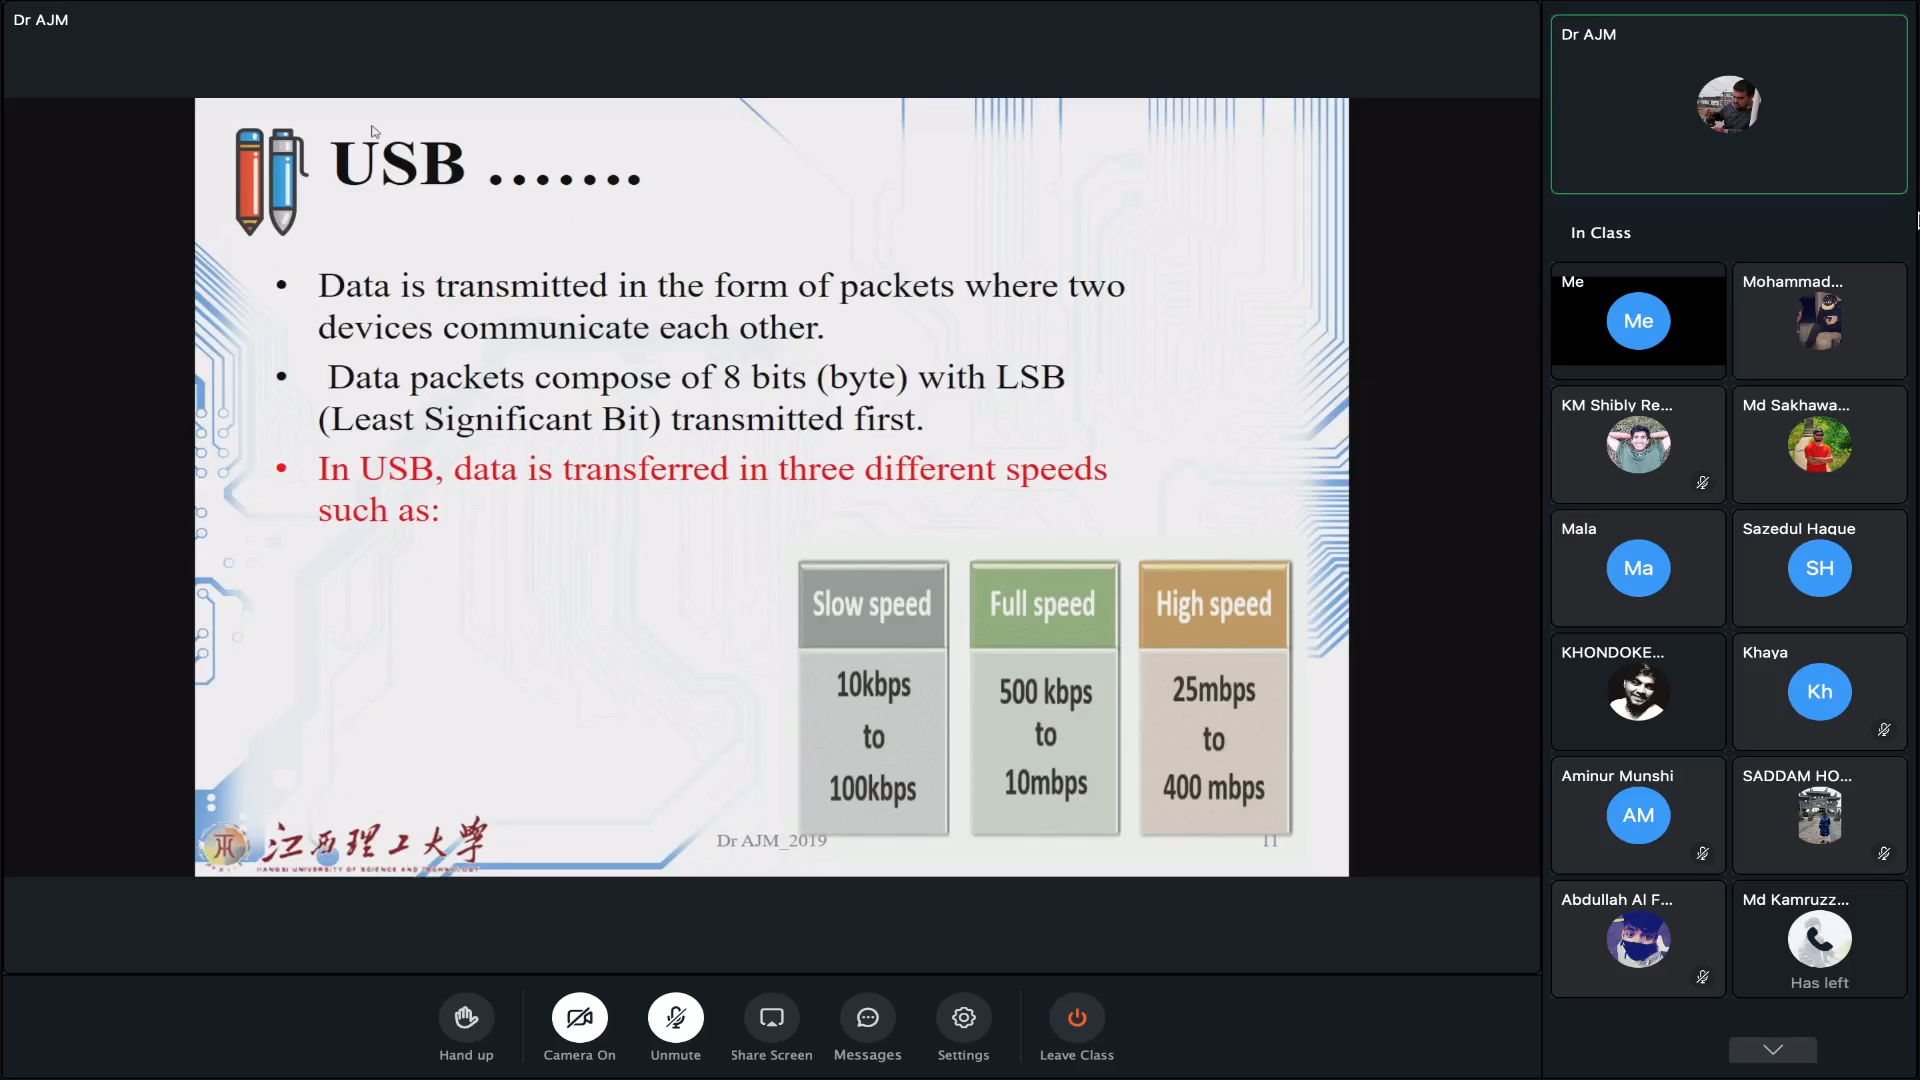 Dr AJM
USB .......
• Data is transmitted in the form of packets where two
devices communicate each other.
• Data packets compose of 8 bits (byte) with LSB
(Least Significant Bit) transmitted first.
• In USB, data is transferred in three different speeds
such as:
Slow speed
10kbps
to
100kbps
Full speed
500 kbps
to
10mbps
High speed
25mbps
to
400 mbps
江西理工大学
UNIVERSITY OF SCIENCE AND TECHNOLOGY
Dr AJM_2019
11
Hand up
Camera On
Unmute
Share Screen
Messages
Settings
Leave Class
Dr AJM
In Class
Me
Me
Mohammad...
KM Shibly Re...
Md Sakhawa...
Mala
Ma
Sazedul Haque
SH
KHONDOKE...
Khaya
Kh
Aminur Munshi
AM
SADDAM HO...
Abdullah Al F...
Md Kamruzz...
Has left